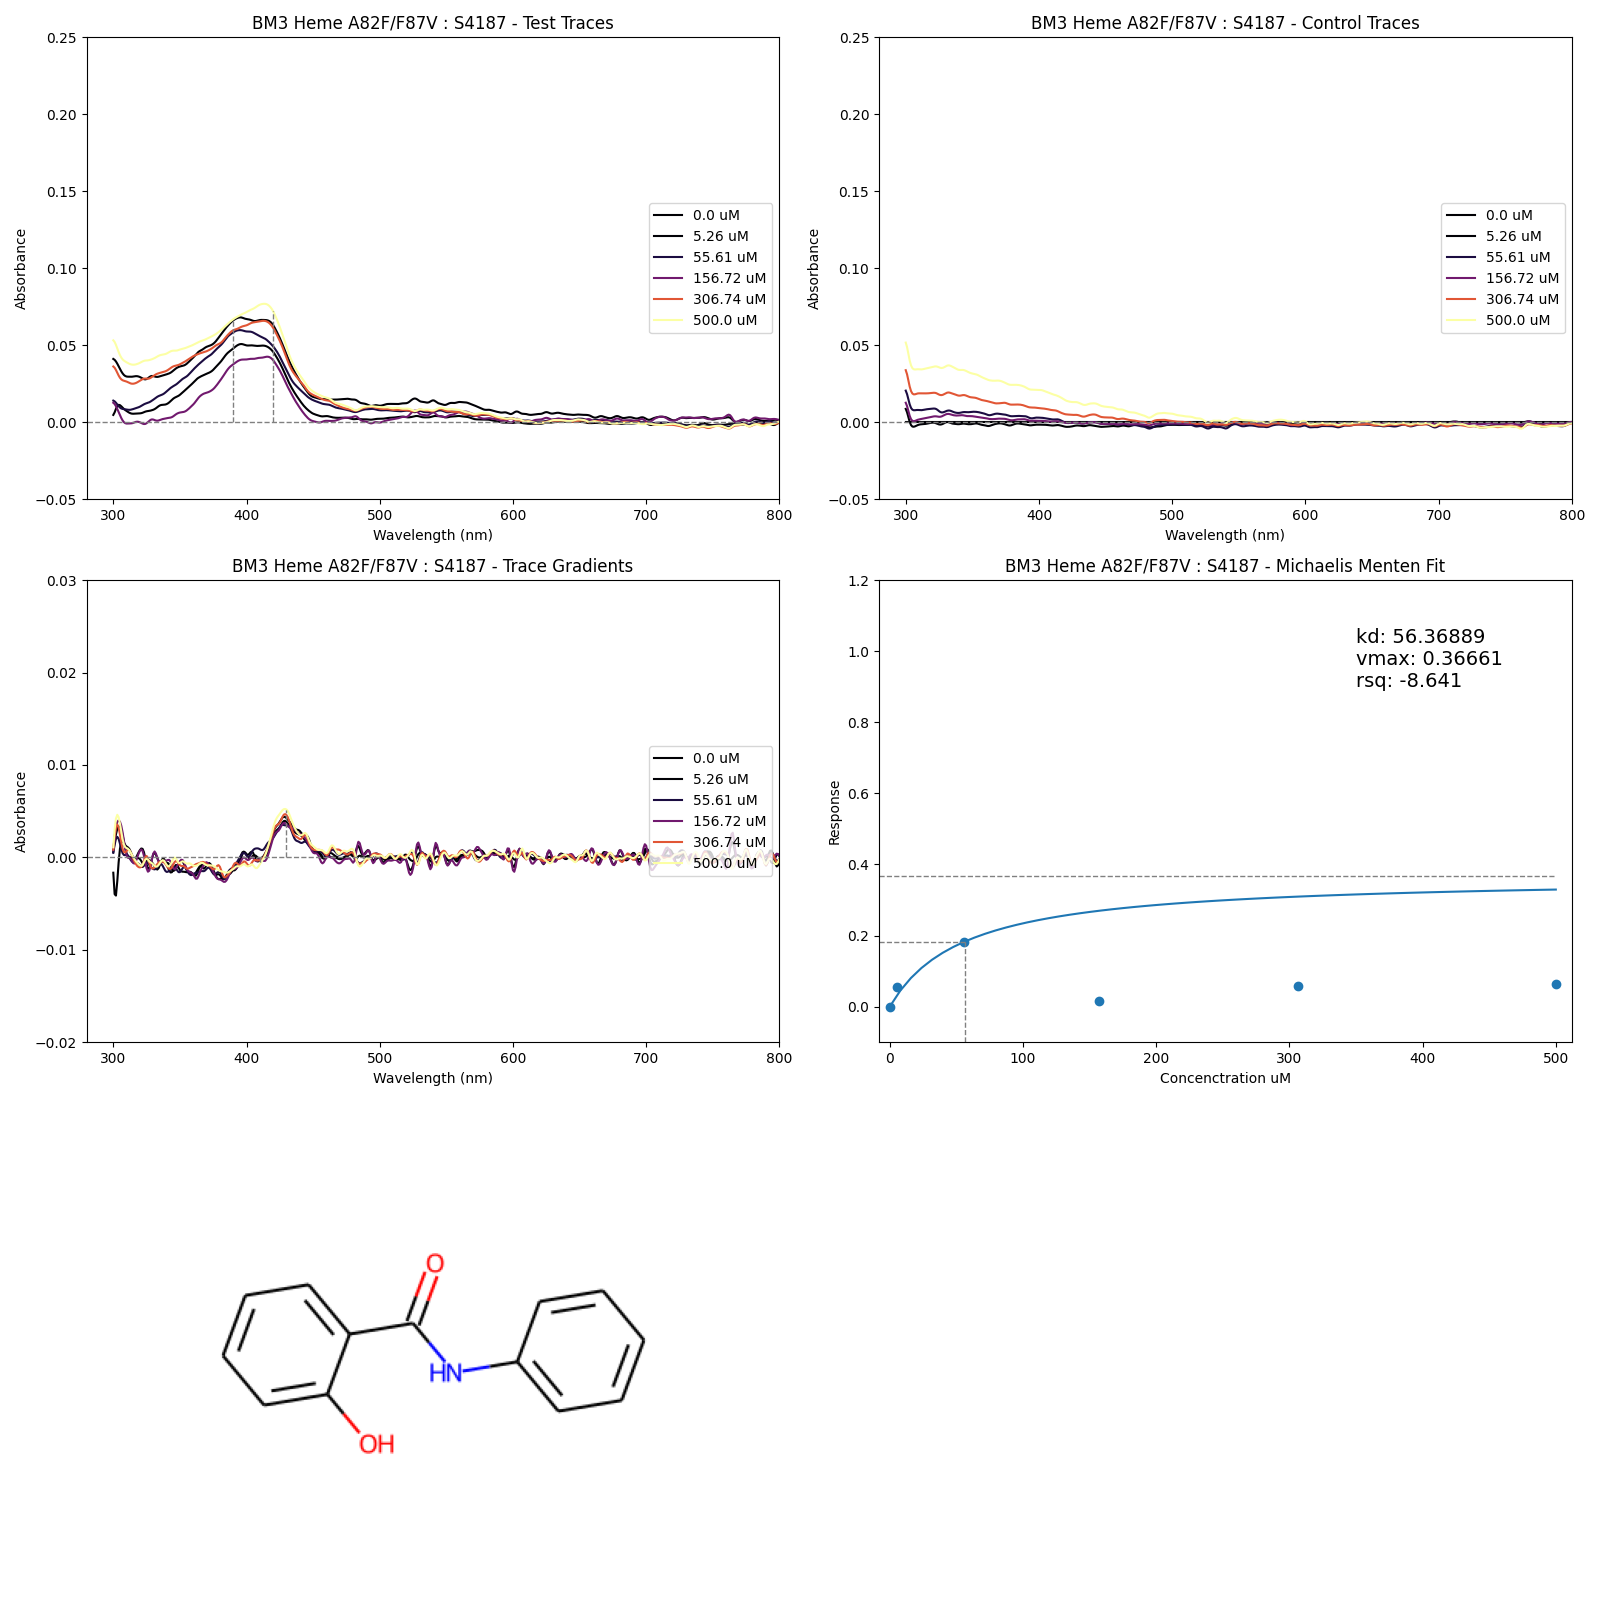 BM3 Heme A82F/F87V : S4187 - Test Traces
0.25
0.20
0.15
0.10
0.05
0.00
−0.05
Absorbance
300 400 500 600 700 800
Wavelength (nm)
0.0 uM
5.26 uM
55.61 uM
156.72 uM
306.74 uM
500.0 uM
BM3 Heme A82F/F87V : S4187 - Control Traces
0.25
0.20
0.15
0.10
0.05
0.00
−0.05
Absorbance
300 400 500 600 700 800
Wavelength (nm)
0.0 uM
5.26 uM
55.61 uM
156.72 uM
306.74 uM
500.0 uM
BM3 Heme A82F/F87V : S4187 - Trace Gradients
0.03
0.02
0.01
0.00
−0.01
−0.02
Absorbance
300 400 500 600 700 800
Wavelength (nm)
0.0 uM
5.26 uM
55.61 uM
156.72 uM
306.74 uM
500.0 uM
BM3 Heme A82F/F87V : S4187 - Michaelis Menten Fit
1.2
1.0
0.8
0.6
0.4
0.2
0.0
Response
0 100 200 300 400 500
Concenctration uM
kd: 56.36889
vmax: 0.36661
rsq: -8.641
O
HN
OH